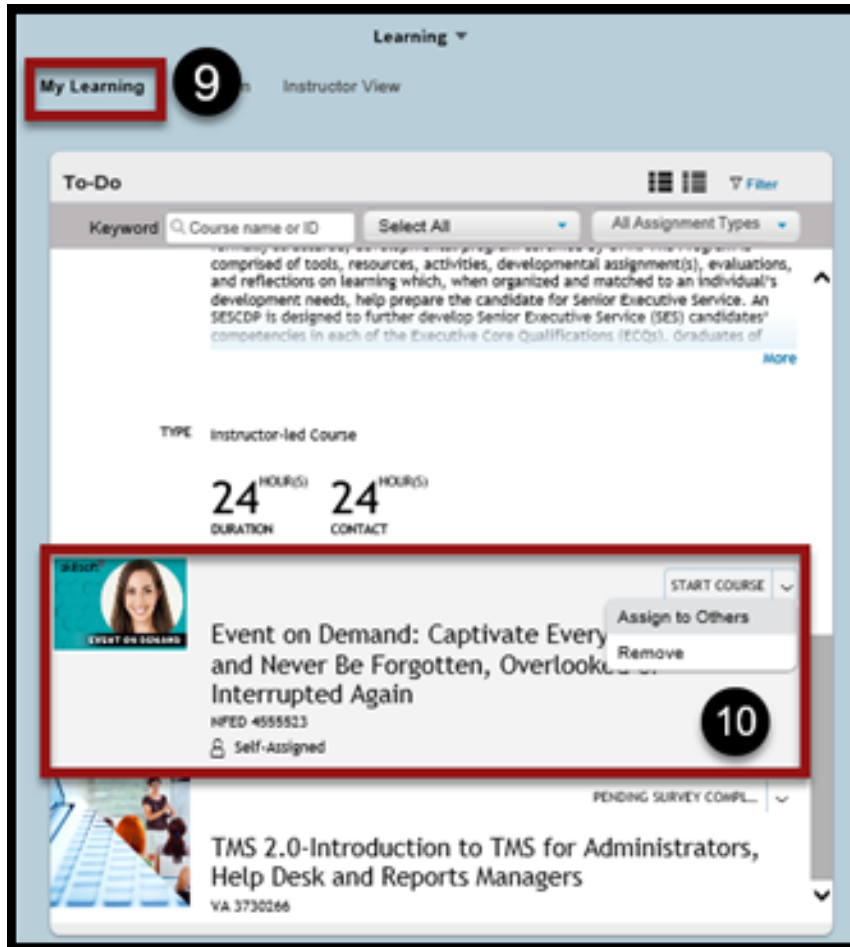 Learning
My Learning 9 n Instructor View
To-Do Filter
Keyword Course name or ID Select All All Assignment Types
comprised of tools, resources, activities, developmental assignment(s), evaluations,
and reflections on learning which, when organized and matched to an individual's
development needs, help prepare the candidate for Senior Executive Service. An
SESCDP is designed to further develop Senior Executive Service (SES) candidates'
competencies in each of the Executive Core Qualifications (ECQs). Graduates of
More
TYPE Instructor-led Course
24 HOUR(S) 24 HOUR(S)
DURATION CONTACT
skillsoft
EVENT ON DEMAND
START COURSE
Assign to Others
Remove
Event on Demand: Captivate Every
and Never Be Forgotten, Overlooked or
Interrupted Again
10
NFED 4555523
Self-Assigned
PENDING SURVEY COMPL...
TMS 2.0-Introduction to TMS for Administrators,
Help Desk and Reports Managers
VA 3730266